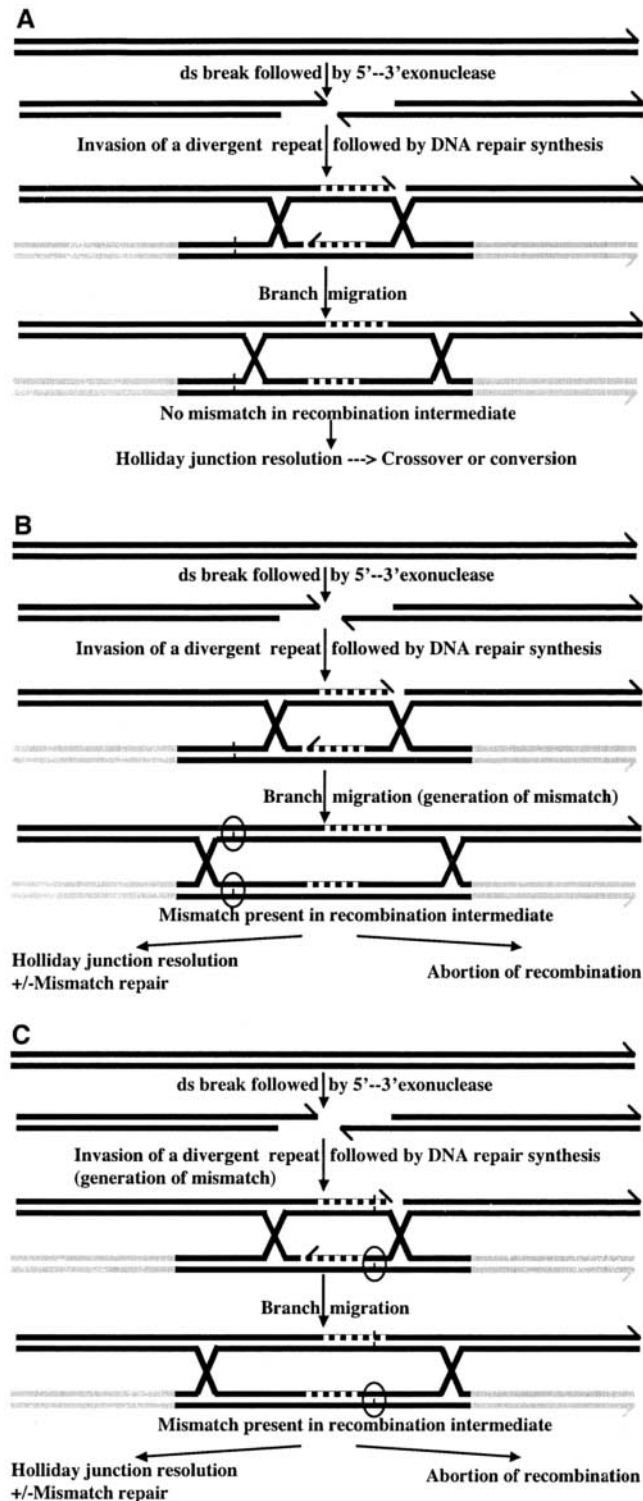 A
ds break followed by 5'--3'exonuclease
Invasion of a divergent repeat followed by DNA repair synthesis
Branch migration
No mismatch in recombination intermediate
Holliday junction resolution ---> Crossover or conversion
B
ds break followed by 5'--3'exonuclease
Invasion of a divergent repeat followed by DNA repair synthesis
Branch migration (generation of mismatch)
Mismatch present in recombination intermediate
Holliday junction resolution
+/-Mismatch repair
Abortion of recombination
C
ds break followed by 5'--3'exonuclease
Invasion of a divergent repeat followed by DNA repair synthesis
(generation of mismatch)
Branch migration
Mismatch present in recombination intermediate
Holliday junction resolution
+/-Mismatch repair
Abortion of recombination